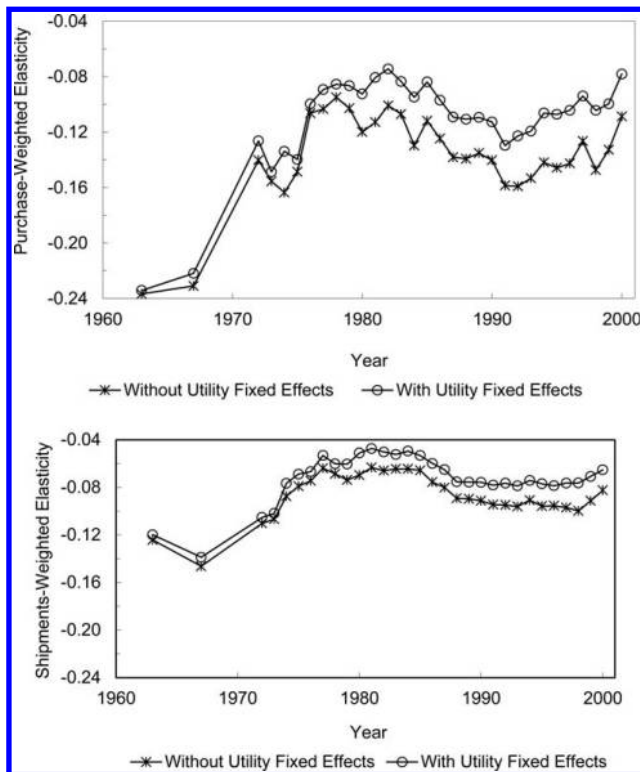 Purchase-Weighted Elasticity
-0.04
-0.08
-0.12
-0.16
-0.20
-0.24
1960 1970 1980 1990 2000
Year
Without Utility Fixed Effects With Utility Fixed Effects
Shipments-Weighted Elasticity
-0.04
-0.08
-0.12
-0.16
-0.20
-0.24
1960 1970 1980 1990 2000
Year
Without Utility Fixed Effects With Utility Fixed Effects